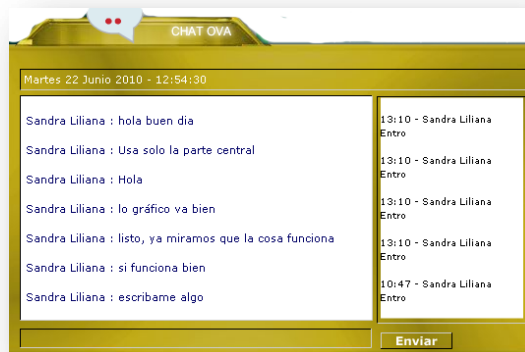 CHAT OVA
Martes 22 Junio 2010 - 12:54:30
Sandra Liliana : hola buen dia
Sandra Liliana : Usa solo la parte central
Sandra Liliana : Hola
Sandra Liliana : lo gráfico va bien
Sandra Liliana : listo, ya miramos que la cosa funciona
Sandra Liliana : si funciona bien
Sandra Liliana : escribame algo
13:10 - Sandra Liliana
Entro
13:10 - Sandra Liliana
Entro
13:10 - Sandra Liliana
Entro
13:10 - Sandra Liliana
Entro
10:47 - Sandra Liliana
Entro
Enviar